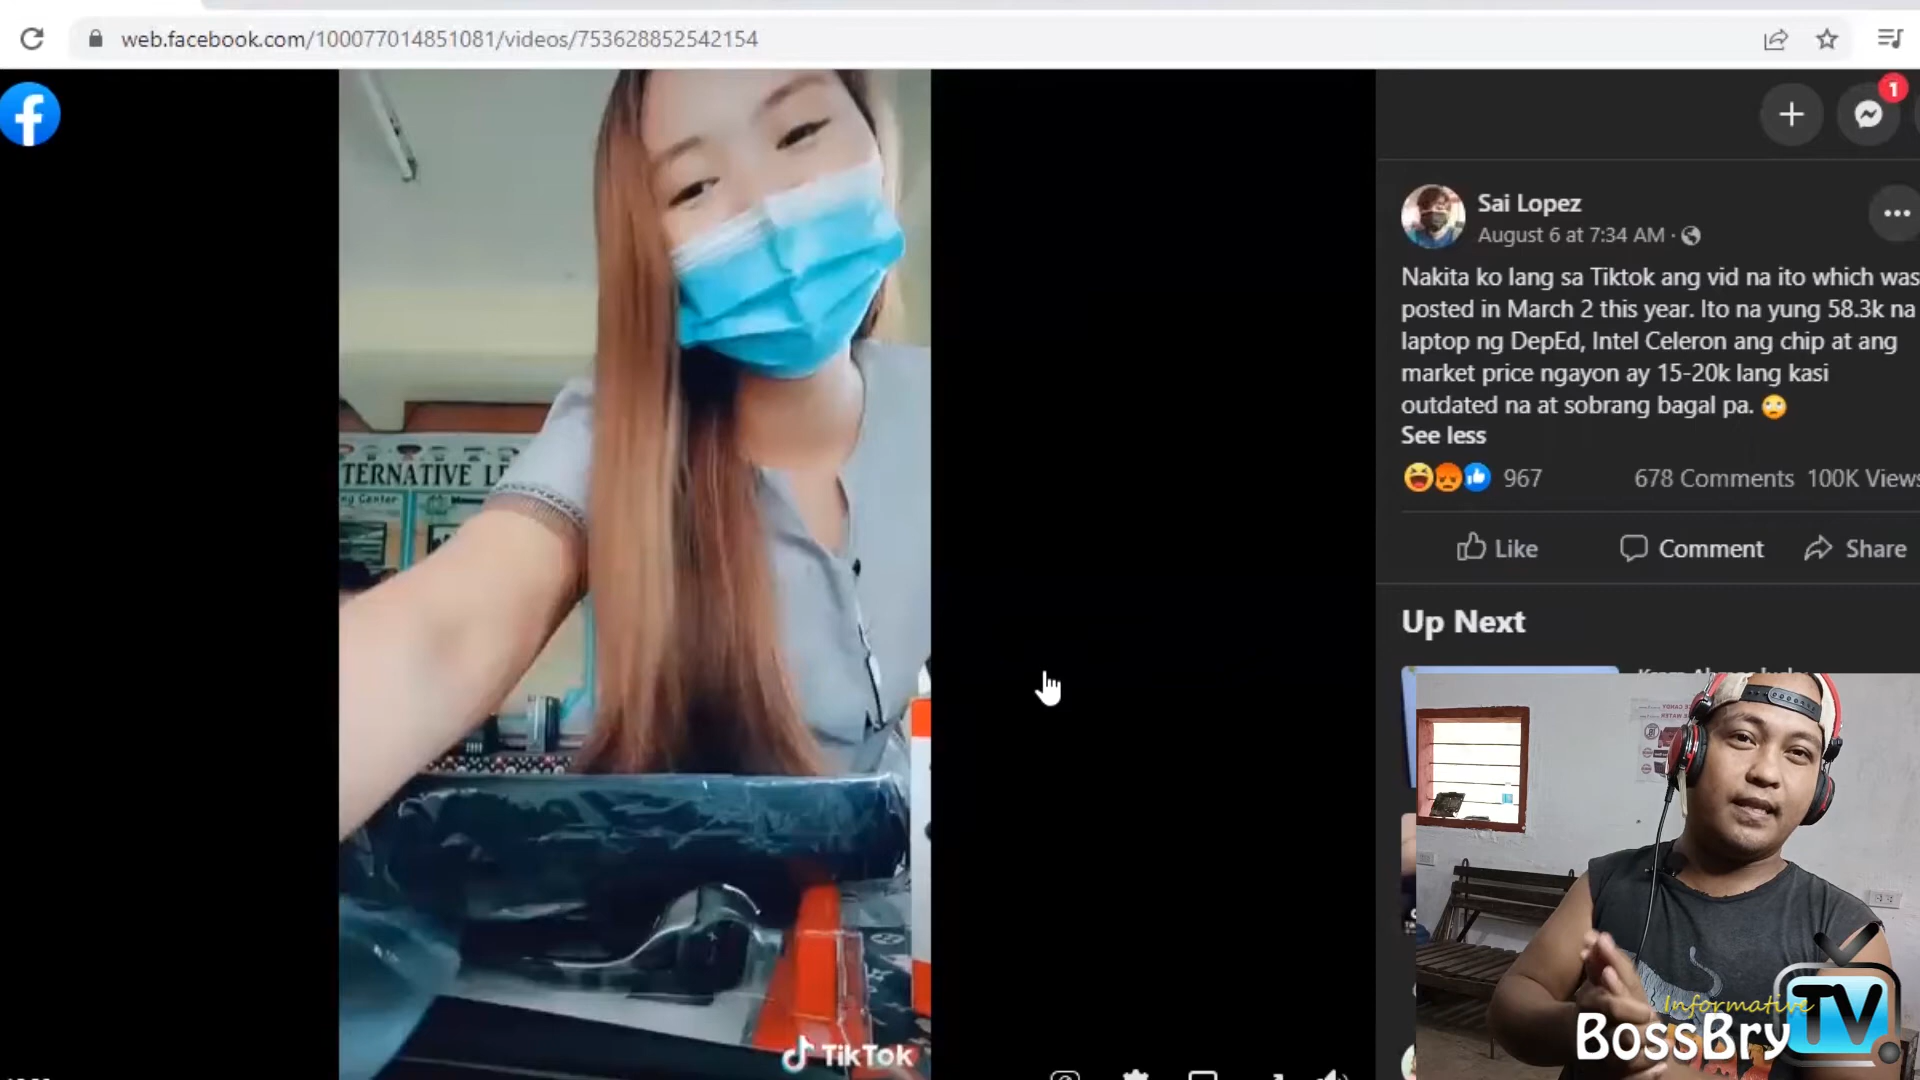 web.facebook.com/100077014851081/videos/753628852542154
1
Sai Lopez
August 6 at 7:34 AM ·
Nakita ko lang sa Tiktok ang vid na ito which was
posted in March 2 this year. Ito na yung 58.3k na
laptop ng DepEd, Intel Celeron ang chip at ang
market price ngayon ay 15-20k lang kasi
outdated na at sobrang bagal pa.
See less
967
678 Comments 100K Views
Like
Comment
Share
Up Next
TERNATIVE
ng Center
TikTok
Informative
BossBry TV